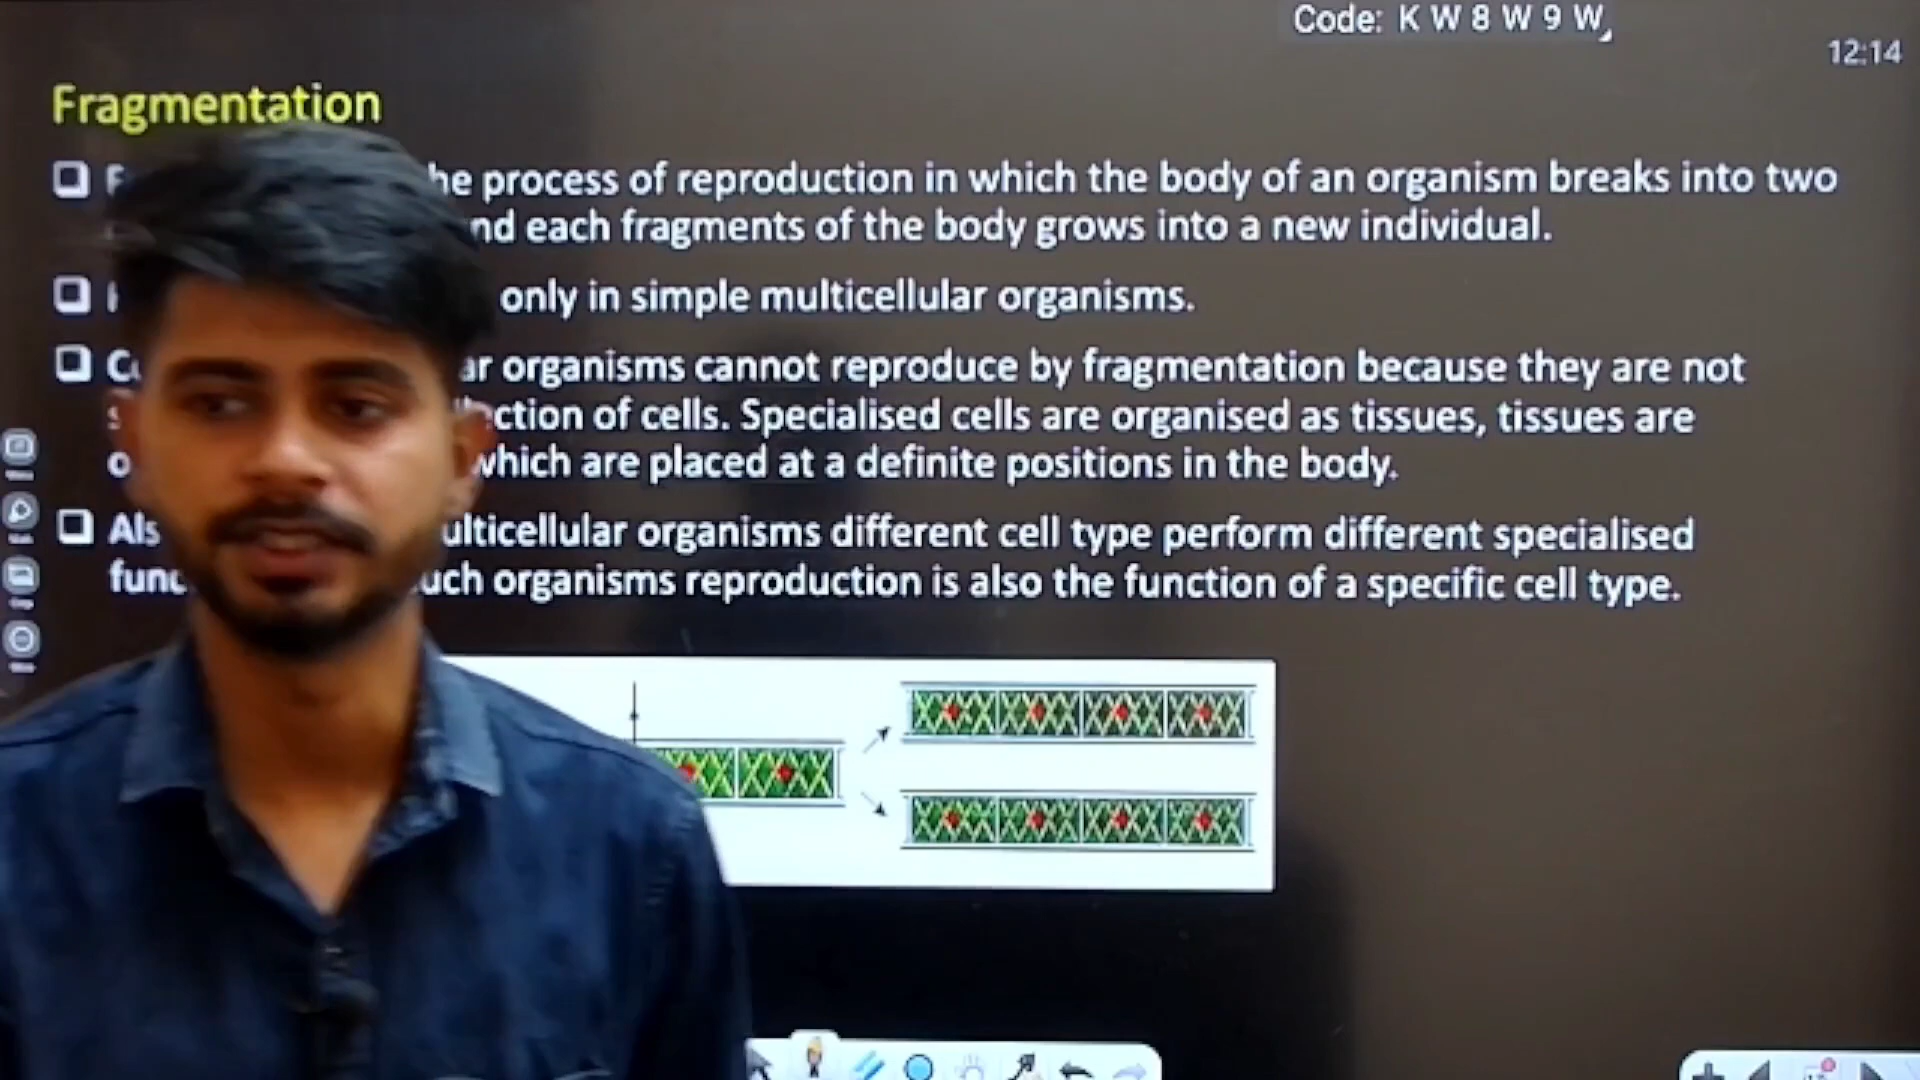 Code: K W 8 W 9 W
12:14
Fragmentation
he process of reproduction in which the body of an organism breaks into two
nd each fragments of the body grows into a new individual.
only in simple multicellular organisms.
ar organisms cannot reproduce by fragmentation because they are not
ection of cells. Specialised cells are organised as tissues, tissues are
which are placed at a definite positions in the body.
Als ulticellular organisms different cell type perform different specialised
func uch organisms reproduction is also the function of a specific cell type.